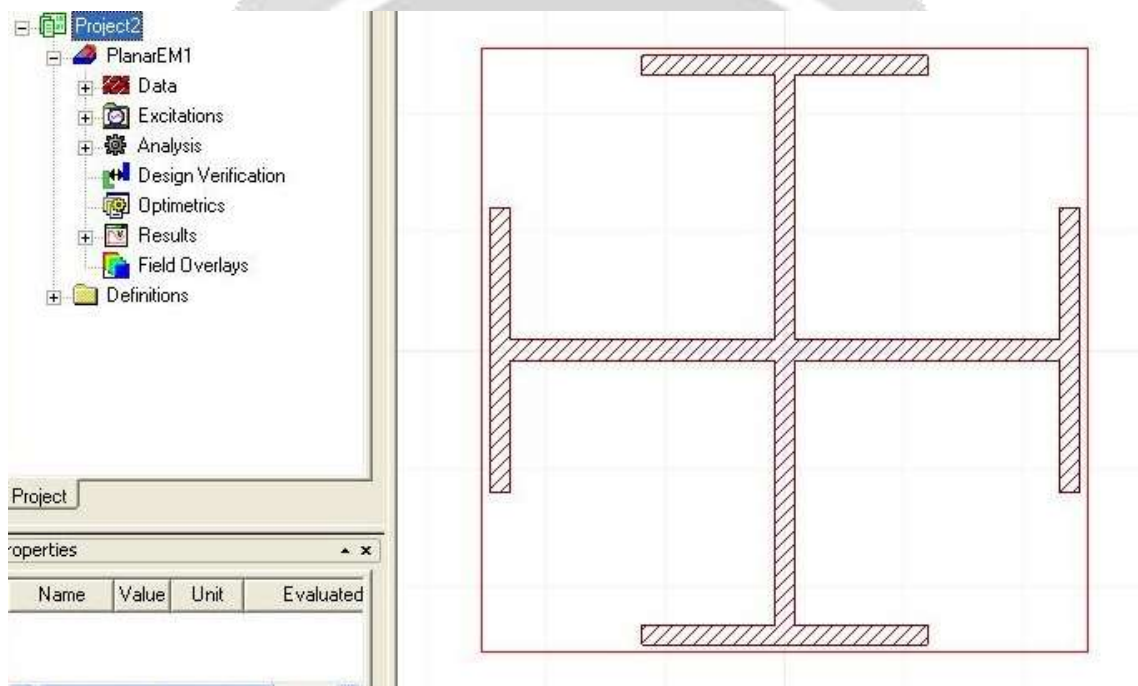 Project2
PlanarEM1
Data
Excitations
Analysis
Design Verification
Optimetrics
Results
Field Overlays
Definitions
Project
roperties
Name Value Unit Evaluated